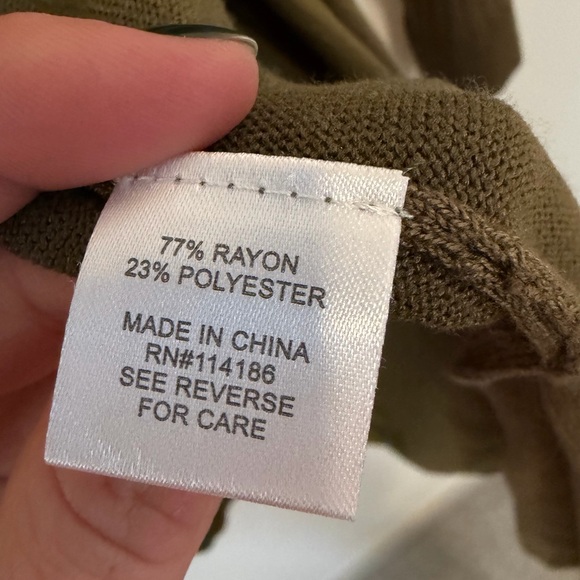 77% RAYON
23% POLYESTER
MADE IN CHINA
RN#114186
SEE REVERSE
FOR CARE